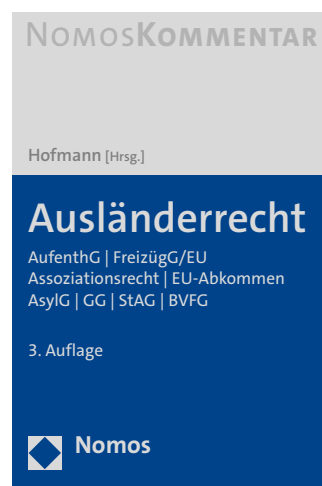 NomosKommentar
Hofmann [Hrsg.]
Ausländerrecht
AufenthG | FreizügG/EU
Assoziationsrecht | EU-Abkommen
AsylG | GG | StAG | BVFG
3. Auflage
Nomos